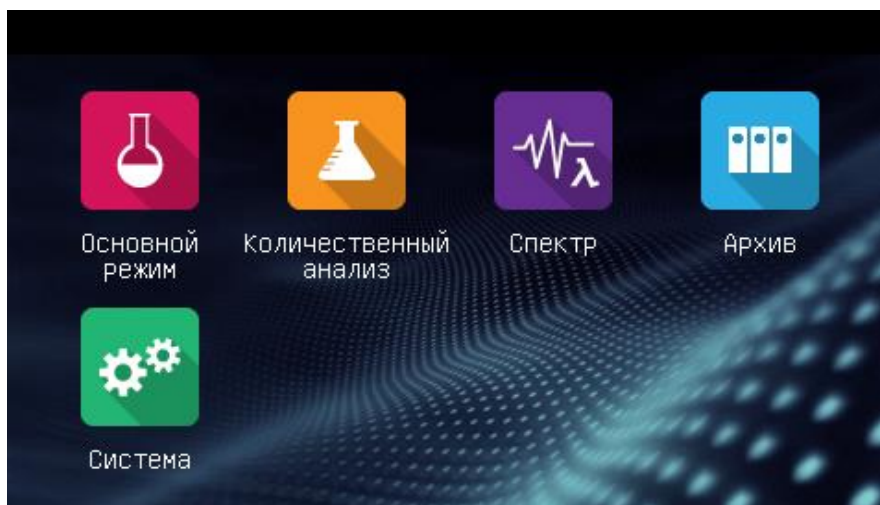 λ
Основной
режим
Количественный
анализ
Спектр
Архив
Система